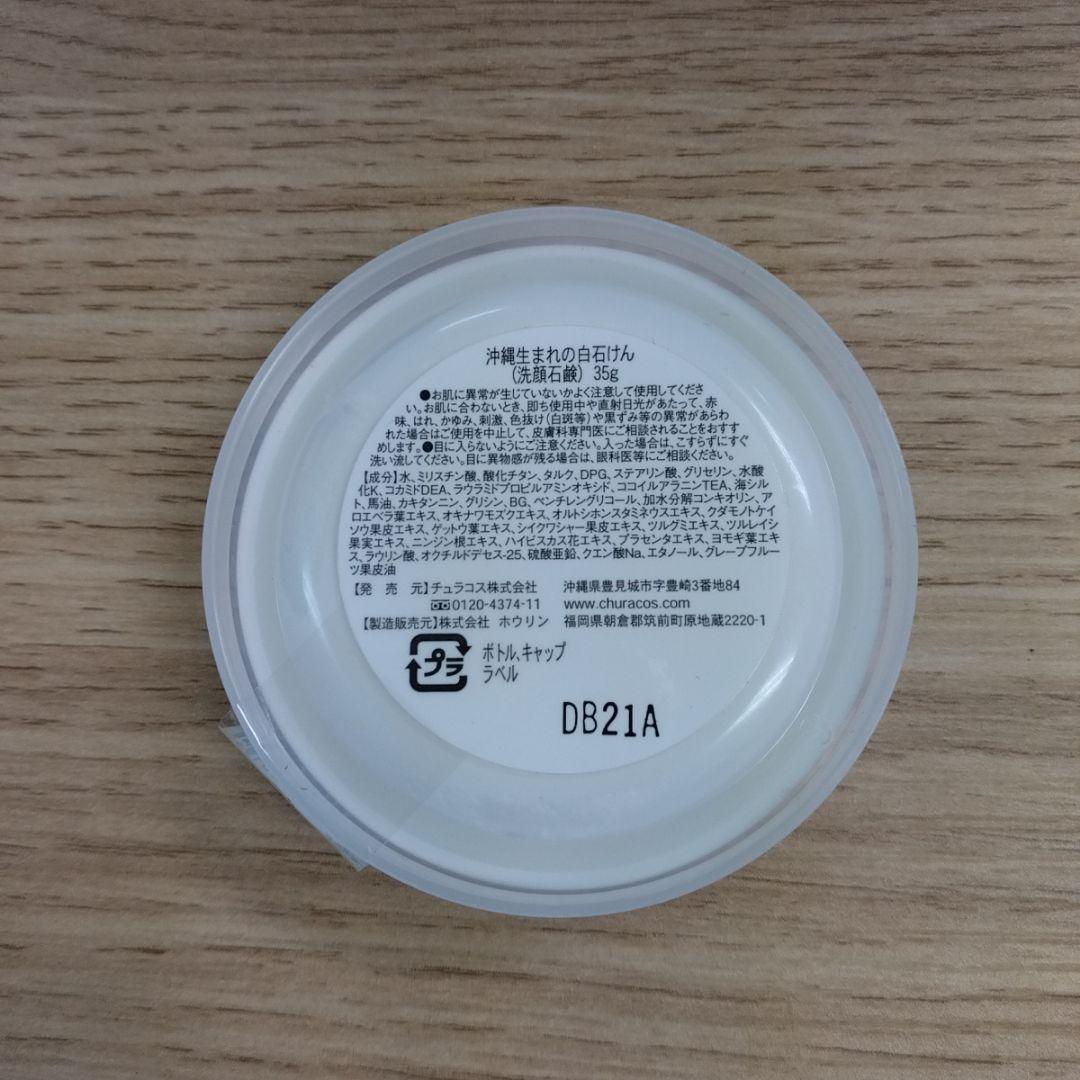 沖縄生まれの白石けん
(洗顔石鹸) 35g
●お肌に異常が生じていないかよく注意して使用してくださ
い。お肌に合わないとき、即ち使用中や直射日光があたって、赤
味、はれ、かゆみ、刺激、色抜け(白斑等)や黒ずみ等の異常があらわ
れた場合はご使用を中止して、皮膚科専門医にご相談されることをおすす
めします。●目に入らないようにご注意ください。入った場合は、こすらずにすぐ
洗い流してください。目に異物感が残る場合は、眼科医等にご相談ください。
【成分】水、ミリスチン酸、酸化チタン、タルク、DPG、ステアリン酸、グリセリン、水酸
化K、コカミドDEA、ラウラミドプロピルアミンオキシド、ココイルアラニンTEA、海シル
ト、馬油、カキタンニン、グリシン、BG、ペンチレングリコール、加水分解コンキオリン、ア
ロエベラ葉エキス、オキナワモズクエキス、オルトシホンスタミネウスエキス、クダモノトケイ
ソウ果皮エキス、ゲットウ葉エキス、シイクワシャー果皮エキス、ツルグミエキス、ツルレイシ
果実エキス、ニンジン根エキス、ハイビスカス花エキス、プラセンタエキス、ヨモギ葉エキ
ス、ラウリン酸、オクチルドデセス-25、硫酸亜鉛、クエン酸Na、エタノール、グレープフルー
ツ果皮油
【発 売 元】チュラコス株式会社 沖縄県豊見城市字豊崎3番地84
0120-4374-11 www.churacos.com
【製造販売元】株式会社 ホウリン 福岡県朝倉郡筑前町原地蔵2220-1
プラ ボトル、キャップ
ラベル
DB21A